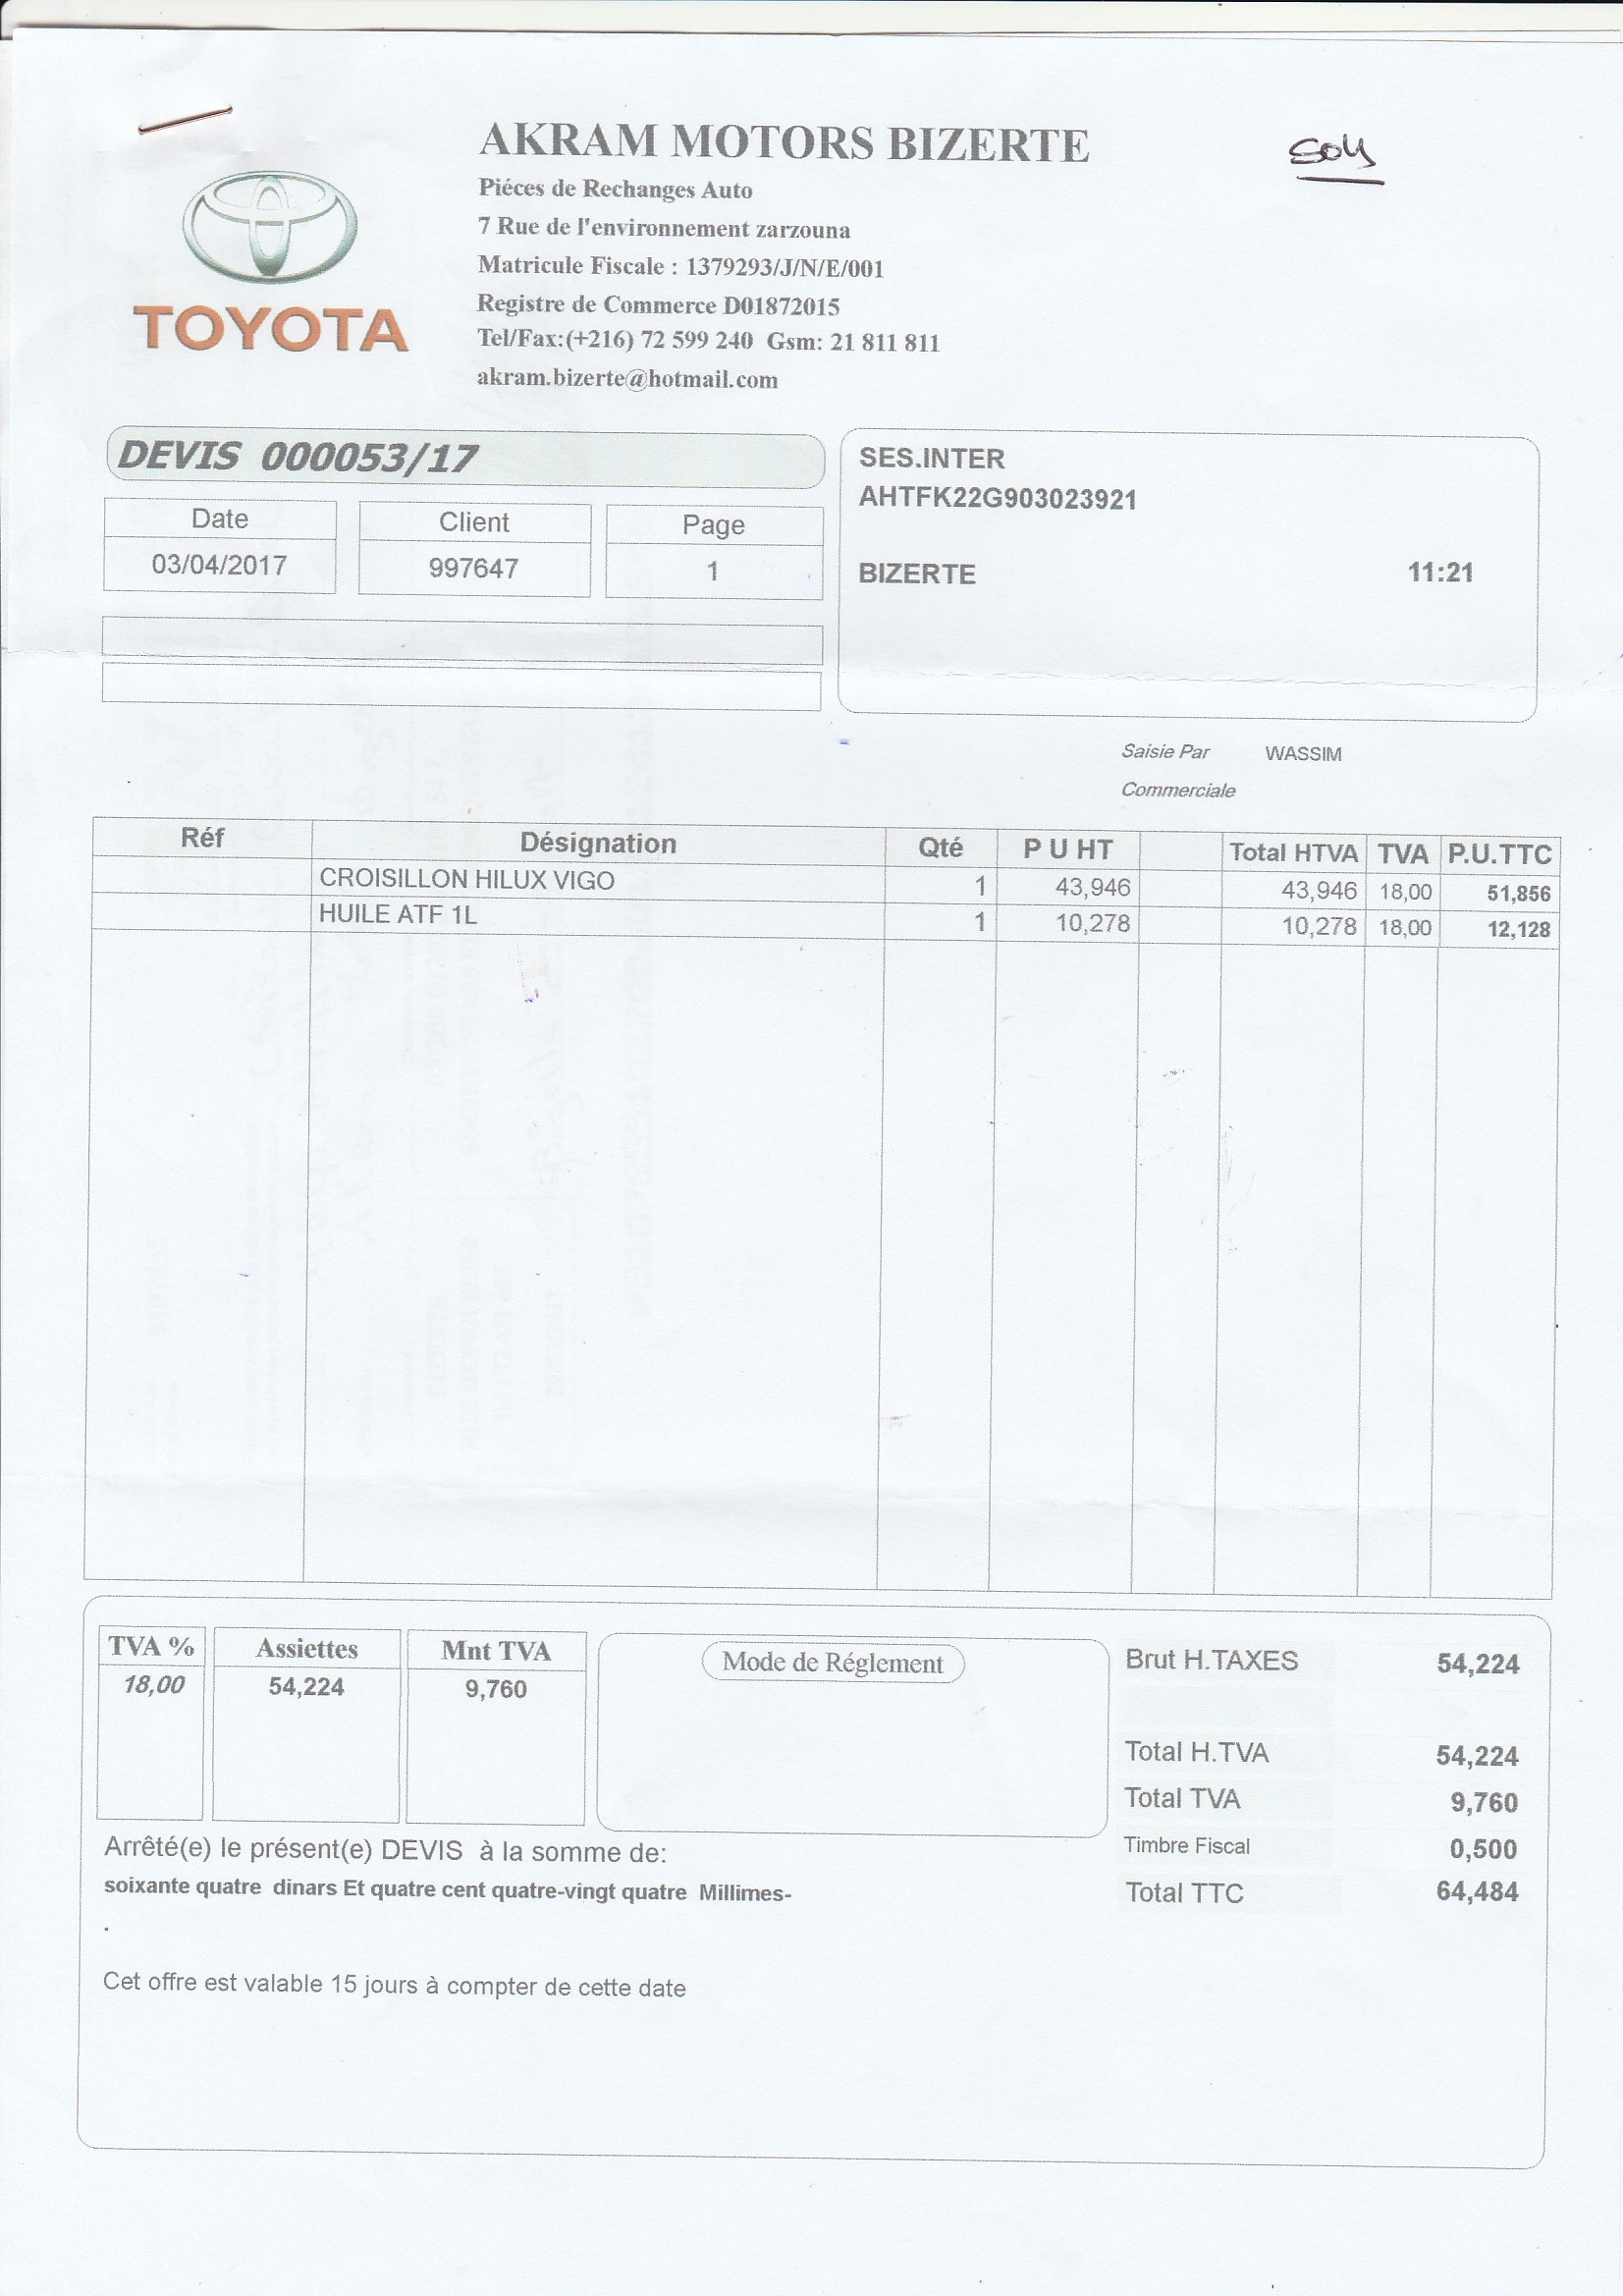 AKRAM MOTORS BIZERTE
Piéces de Rechanges Auto
7 Rue de l'environnement zarzouna
Matricule Fiscale : 1379293/J/N/E/001
Registre de Commerce D01872015
Tel/Fax:(+216) 72 599 240 Gsm: 21 811 811
akram.bizerte@hotmail.com
TOYOTA
DEVIS 000053/17
Date Client Page
03/04/2017 997647 1
SES.INTER
AHTFK22G903023921
BIZERTE 11:21
Saisie Par WASSIM
Commerciale
Réf Désignation Qté P U HT Total HTVA TVA P.U.TTC
CROISILLON HILUX VIGO 1 43,946 43,946 18,00 51,856
HUILE ATF 1L 1 10,278 10,278 18,00 12,128
TVA % Assiettes Mnt TVA
18,00 54,224 9,760
Mode de Réglement
Brut H.TAXES 54,224
Total H.TVA 54,224
Total TVA 9,760
Timbre Fiscal 0,500
Total TTC 64,484
Arrêté(e) le présent(e) DEVIS à la somme de:
soixante quatre dinars Et quatre cent quatre-vingt quatre Millimes-
.
Cet offre est valable 15 jours à compter de cette date